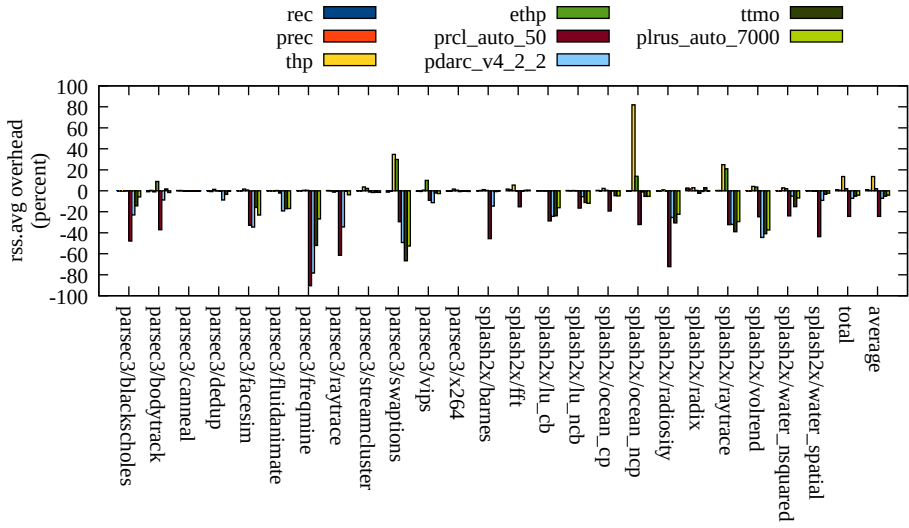 rec
prec
thp
ethp
prcl_auto_50
pdarc_v4_2_2
ttmo
plrus_auto_7000
rss.avg overhead
(percent)
100
80
60
40
20
0
-20
-40
-60
-80
-100
parsec3/blackscholes
parsec3/bodytrack
parsec3/canneal
parsec3/dedup
parsec3/facesim
parsec3/fluidanimate
parsec3/freqmine
parsec3/raytrace
parsec3/streamcluster
parsec3/swaptions
parsec3/vips
parsec3/x264
splash2x/barnes
splash2x/fft
splash2x/lu_cb
splash2x/lu_ncb
splash2x/ocean_cp
splash2x/ocean_ncp
splash2x/radiosity
splash2x/radix
splash2x/raytrace
splash2x/volrend
splash2x/water_nsquared
splash2x/water_spatial
total
average